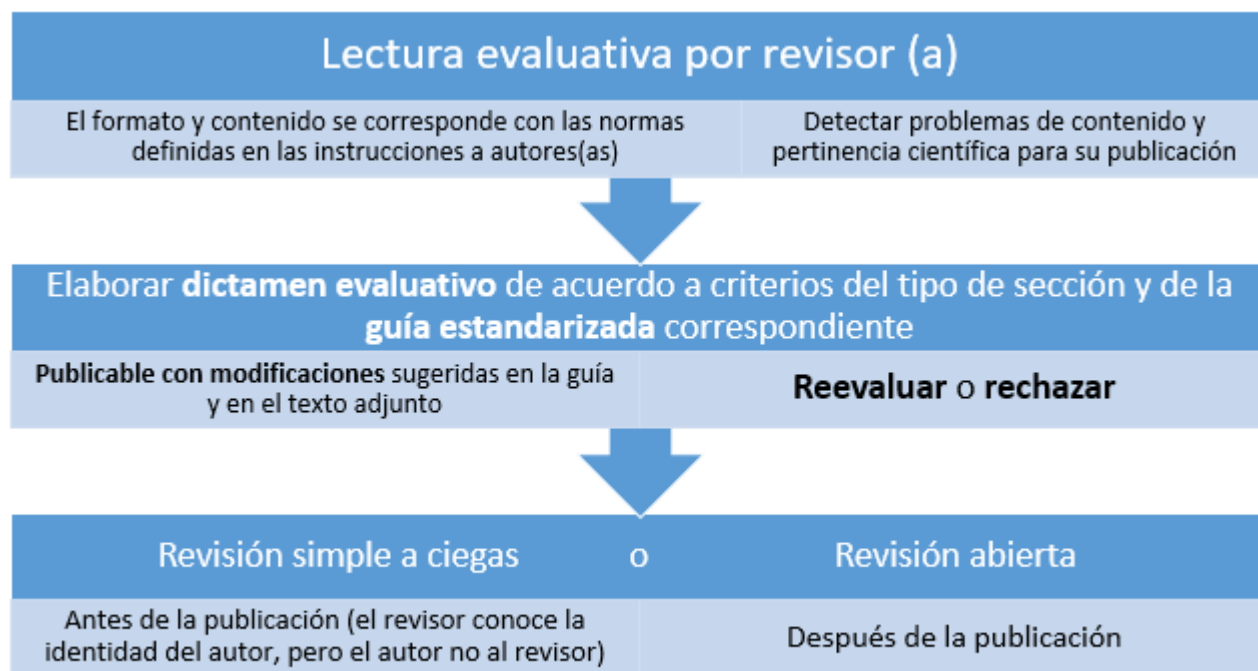 Lectura evaluativa por revisor (a)
El formato y contenido se corresponde con las normas
definidas en las instrucciones a autores(as)
Detectar problemas de contenido y
pertinencia científica para su publicación
Elaborar dictamen evaluativo de acuerdo a criterios del tipo de sección y de la
guía estandarizada correspondiente
Publicable con modificaciones sugeridas en la guía
y en el texto adjunto
Reevaluar o rechazar
Revisión simple a ciegas o Revisión abierta
Antes de la publicación (el revisor conoce la
identidad del autor, pero el autor no al revisor)
Después de la publicación